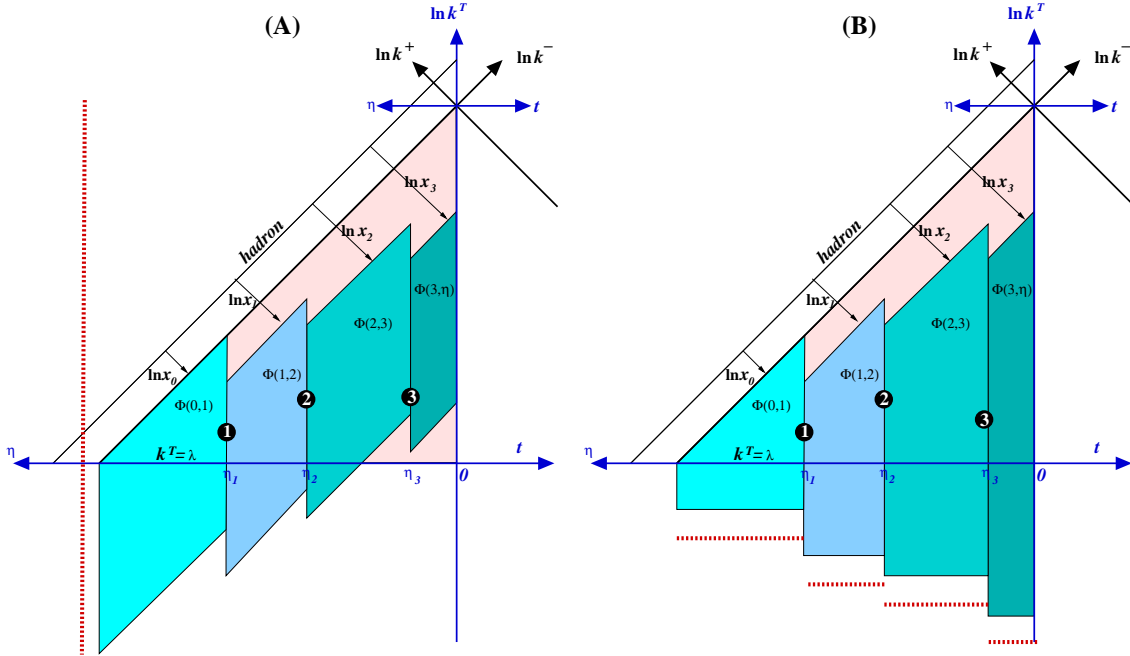 (A)
ln k^T
ln k^+
ln k^-
η
t
ln x_3
hadron
ln x_2
ln x_1
ln x_0
Φ(3,η)
Φ(2,3)
Φ(1,2)
Φ(0,1)
3
2
1
k^T = λ
η
t
η_1
η_2
η_3
0
(B)
ln k^T
ln k^+
ln k^-
η
t
ln x_3
hadron
ln x_2
ln x_1
ln x_0
Φ(3,η)
Φ(2,3)
Φ(1,2)
Φ(0,1)
2
3
1
k^T = λ
η
t
η_1
η_2
η_3
0